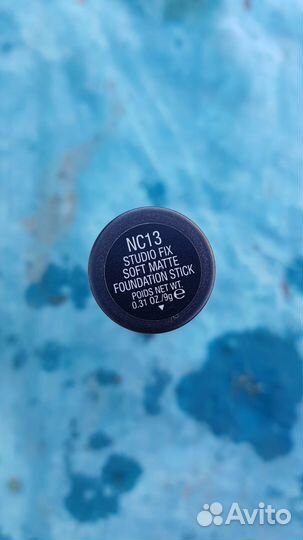 NC13
STUDIO FIX
SOFT MATTE
FOUNDATION STICK
POIDS NET WT.
0.31 OZ./9g ℮
Avito